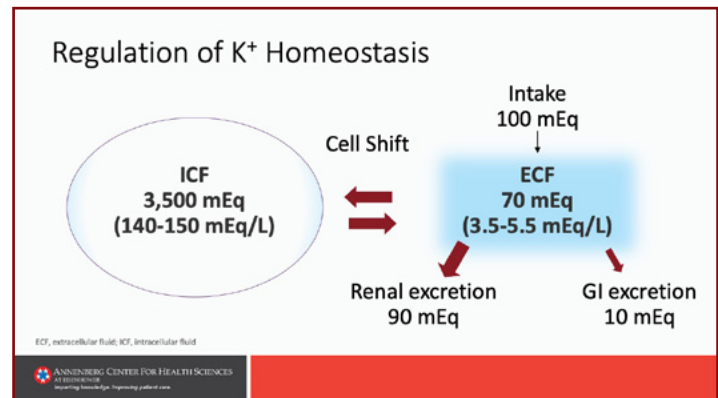 Regulation of K⁺ Homeostasis
Intake
100 mEq
Cell Shift
ICF
3,500 mEq
(140-150 mEq/L)
ECF
70 mEq
(3.5-5.5 mEq/L)
Renal excretion
90 mEq
GI excretion
10 mEq
ECF, extracellular fluid; ICF, intracellular fluid
ANNENBERG CENTER FOR HEALTH SCIENCES
AT EISENHOWER
Imparting knowledge. Improving patient care.